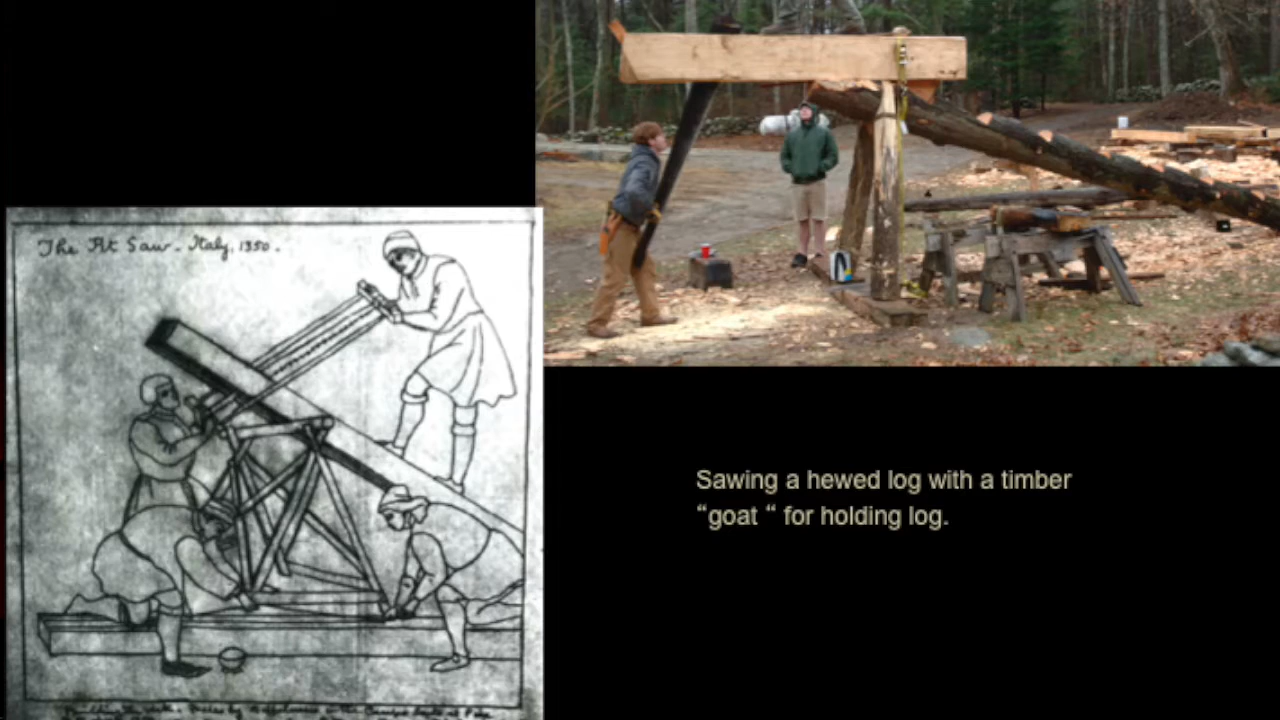 The Pit Saw - Italy, 1350.
Sawing a hewed log with a timber
“goat “ for holding log.